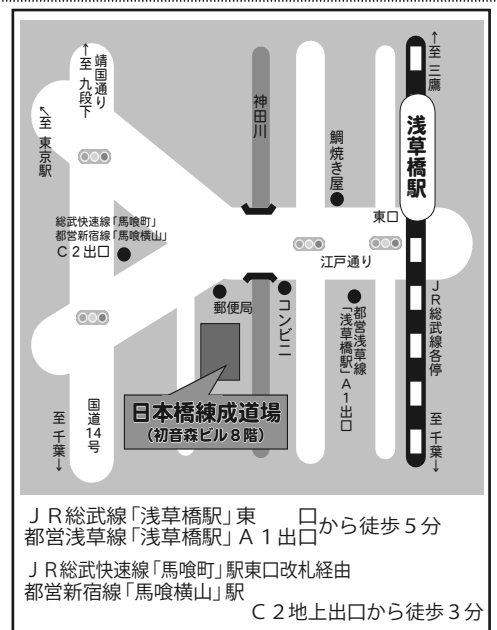 靖国通り
←至 九段下
←至 東京駅
神田川
鯛焼き屋
←至 三鷹
浅草橋駅
東口
総武快速線「馬喰町」
都営新宿線「馬喰横山」
C2出口
江戸通り
郵便局
コンビニ
都営浅草線
「浅草橋駅」A1出口
JR総武線各停
日本橋練成道場
(初音森ビル8階)
国道14号
至 千葉→
至 千葉→
JR総武線「浅草橋駅」東 口
都営浅草線「浅草橋駅」A1出口から徒歩5分
JR総武快速線「馬喰町」駅東口改札経由
都営新宿線「馬喰横山」駅
C2地上出口から徒歩3分